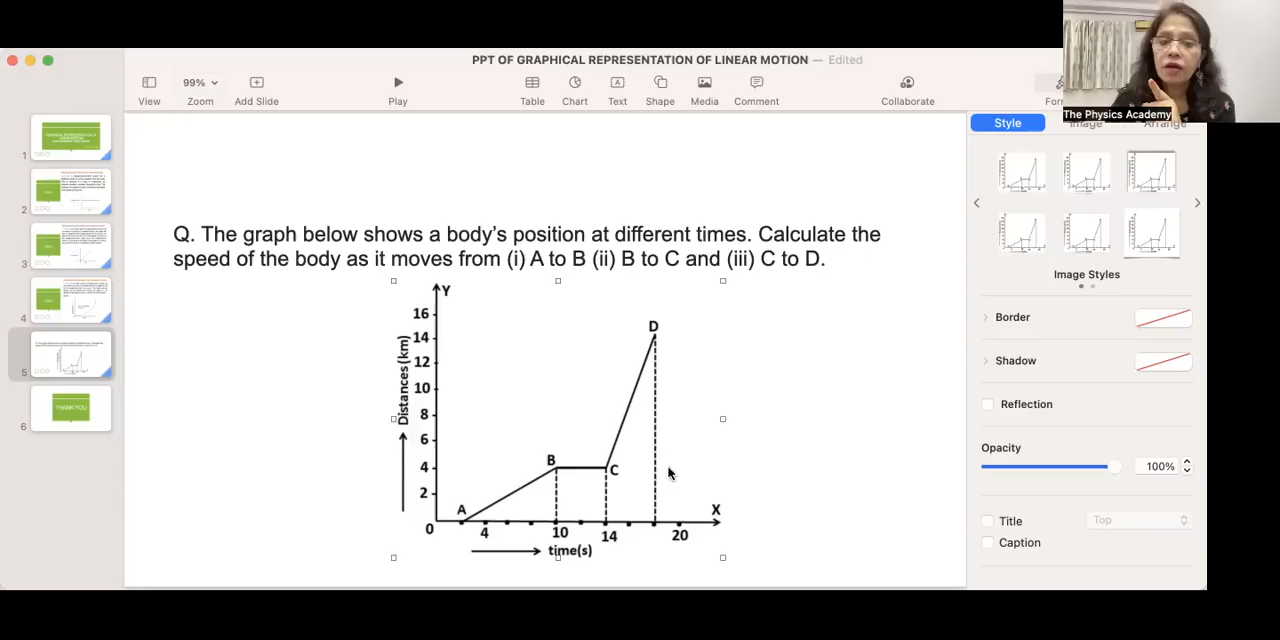 PPT OF GRAPHICAL REPRESENTATION OF LINEAR MOTION — Edited
99%
View
Zoom
Add Slide
Play
Table
Chart
Text
Shape
Media
Comment
Collaborate
The Physics Academy
Style
Image
Arrange
1
2
3
4
5
6
THANK YOU
Q. The graph below shows a body's position at different times. Calculate the
speed of the body as it moves from (i) A to B (ii) B to C and (iii) C to D.
Y
16
14
12
10
8
6
4
2
0
Distances (km)
A
B
C
D
X
4
10
14
20
time(s)
Image Styles
Border
Shadow
Reflection
Opacity
100%
Title
Top
Caption